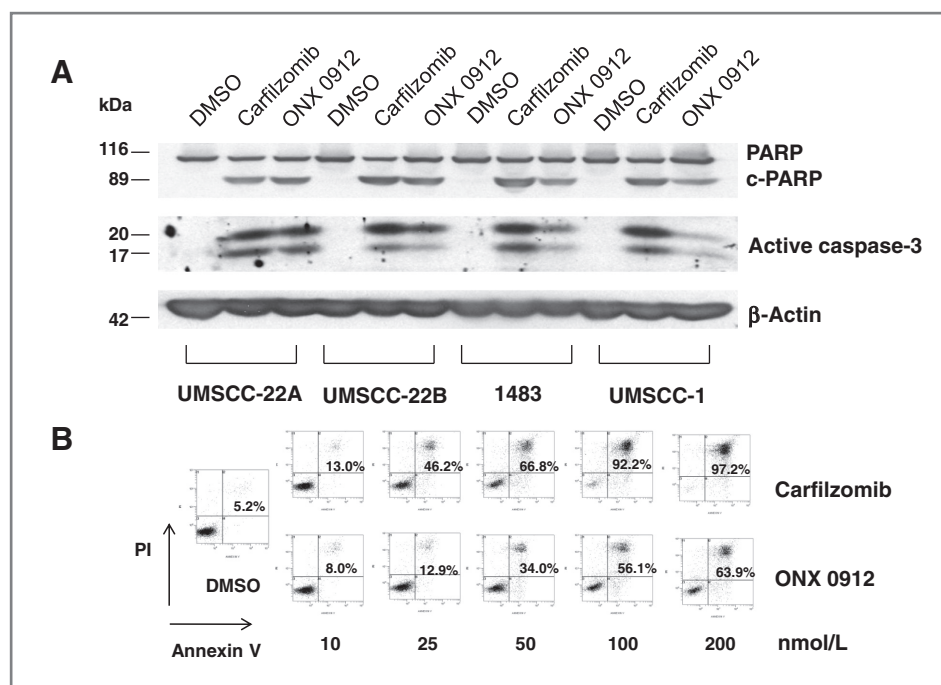 A
kDa
DMSO Carfilzomib ONX 0912 DMSO Carfilzomib ONX 0912 DMSO Carfilzomib ONX 0912 DMSO Carfilzomib ONX 0912
116 PARP
89 c-PARP
20
17 Active caspase-3
42 β-Actin
UMSCC-22A UMSCC-22B 1483 UMSCC-1
B
13.0% 46.2% 66.8% 92.2% 97.2%
Carfilzomib
5.2%
PI
DMSO
8.0% 12.9% 34.0% 56.1% 63.9%
ONX 0912
Annexin V 10 25 50 100 200 nmol/L